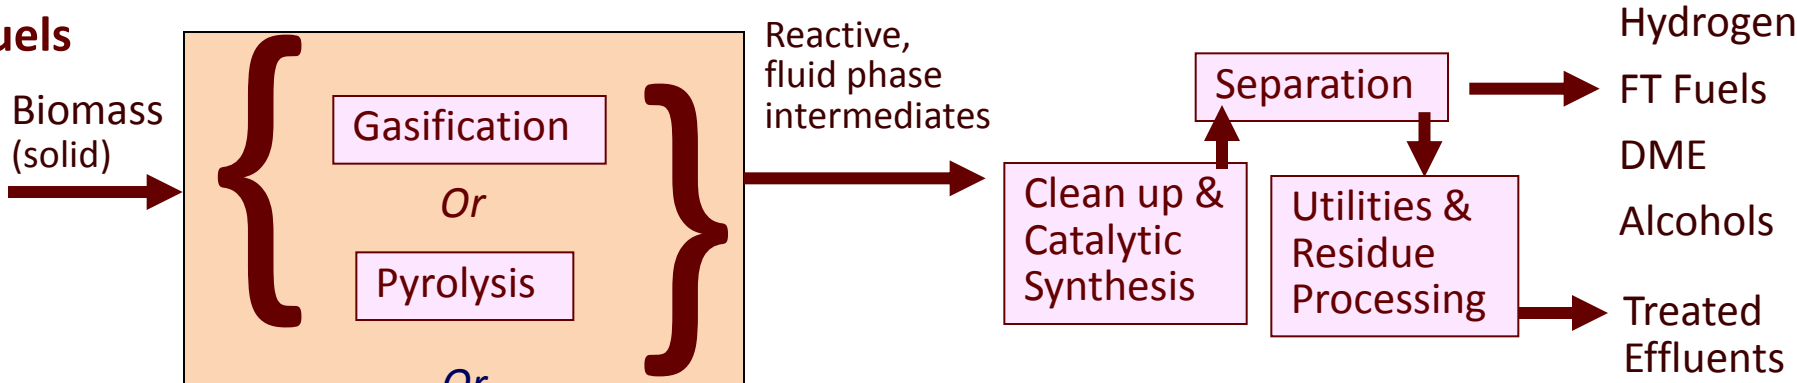 Biomass
(solid)
Gasification
Or
Pyrolysis
Or
Reactive,
fluid phase
intermediates
Clean up &
Catalytic
Synthesis
Separation
Utilities &
Residue
Processing
Hydrogen
FT Fuels
DME
Alcohols
Treated
Effluents